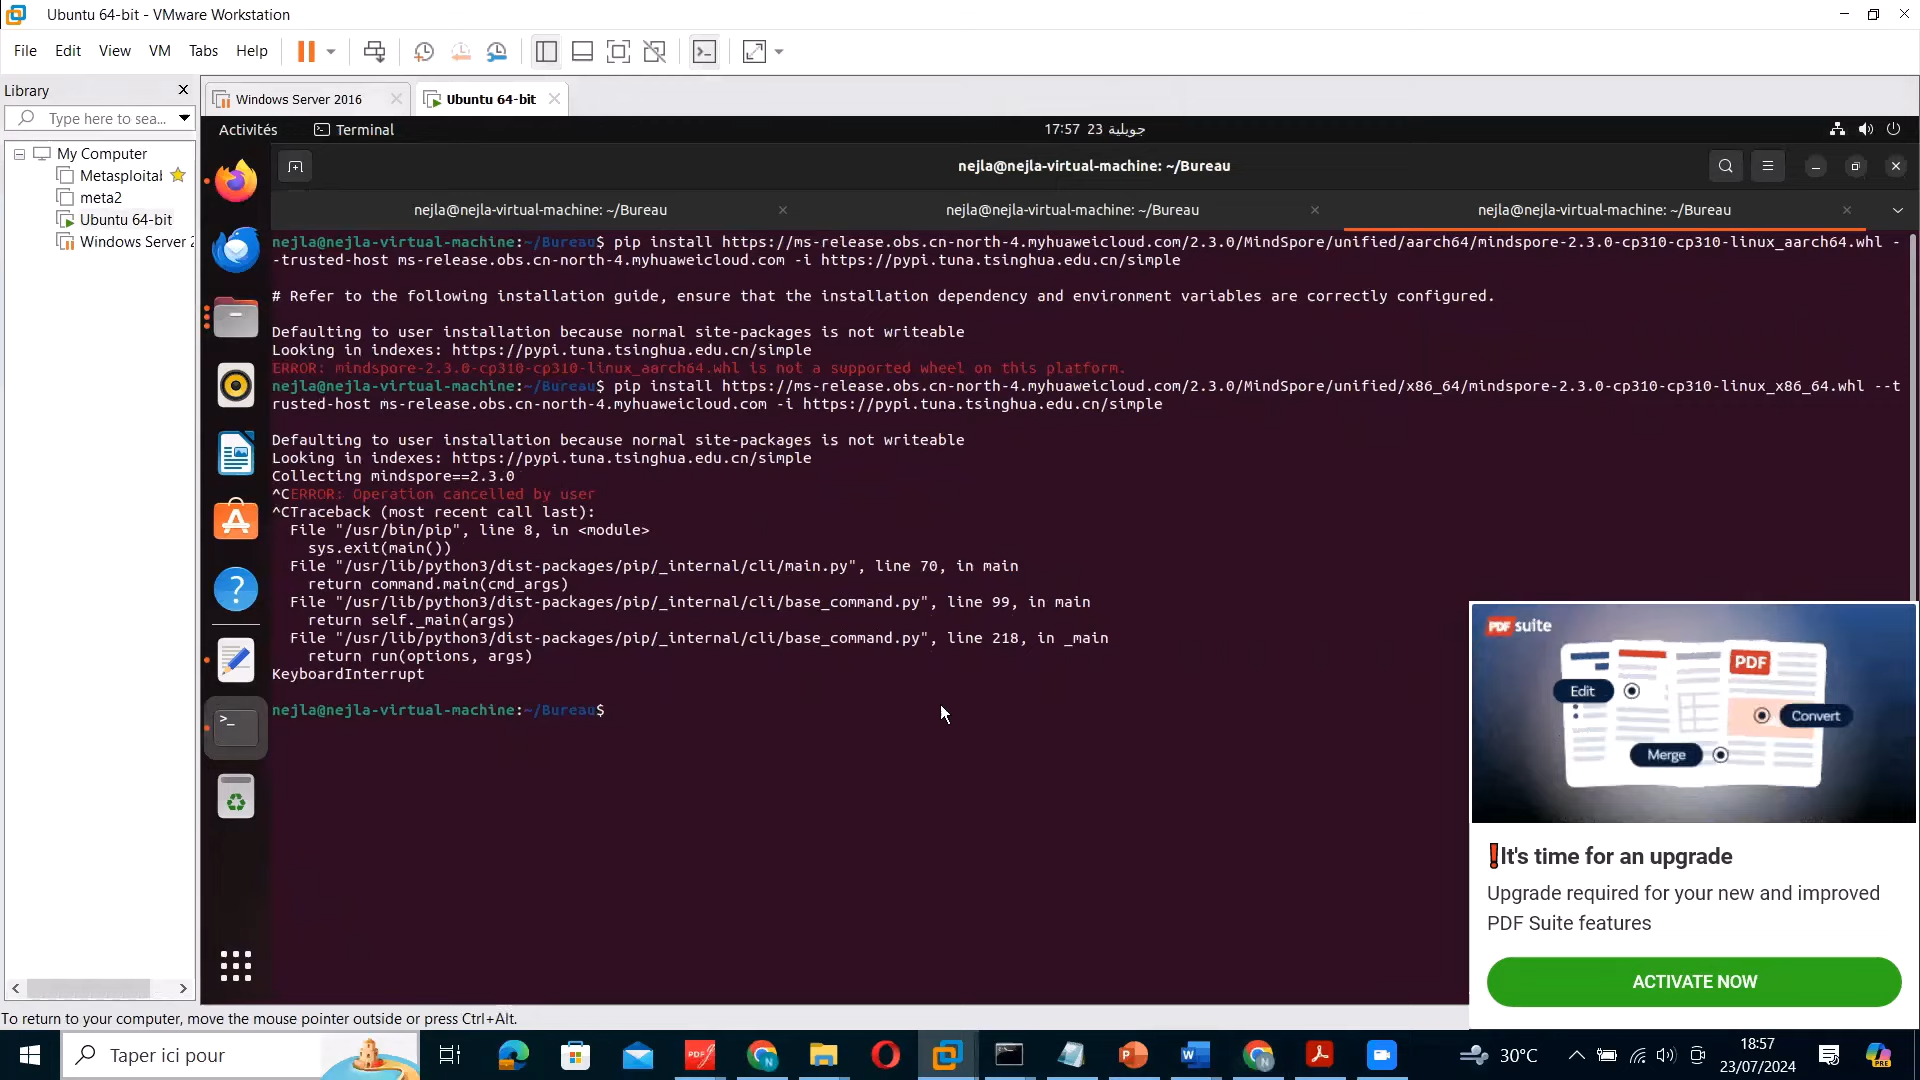 Ubuntu 64-bit - VMware Workstation
File Edit View VM Tabs Help
Library
Type here to sea...
My Computer
Metasploital
meta2
Ubuntu 64-bit
Windows Server 2
Windows Server 2016
Ubuntu 64-bit
Activités Terminal 17:57 23 جويلية
nejla@nejla-virtual-machine: ~/Bureau
nejla@nejla-virtual-machine: ~/Bureau
nejla@nejla-virtual-machine: ~/Bureau
nejla@nejla-virtual-machine: ~/Bureau
nejla@nejla-virtual-machine:~/Bureau$ pip install https://ms-release.obs.cn-north-4.myhuaweicloud.com/2.3.0/MindSpore/unified/aarch64/mindspore-2.3.0-cp310-cp310-linux_aarch64.whl -
-trusted-host ms-release.obs.cn-north-4.myhuaweicloud.com -i https://pypi.tuna.tsinghua.edu.cn/simple
# Refer to the following installation guide, ensure that the installation dependency and environment variables are correctly configured.
Defaulting to user installation because normal site-packages is not writeable
Looking in indexes: https://pypi.tuna.tsinghua.edu.cn/simple
ERROR: mindspore-2.3.0-cp310-cp310-linux_aarch64.whl is not a supported wheel on this platform.
nejla@nejla-virtual-machine:~/Bureau$ pip install https://ms-release.obs.cn-north-4.myhuaweicloud.com/2.3.0/MindSpore/unified/x86_64/mindspore-2.3.0-cp310-cp310-linux_x86_64.whl --t
rusted-host ms-release.obs.cn-north-4.myhuaweicloud.com -i https://pypi.tuna.tsinghua.edu.cn/simple
Defaulting to user installation because normal site-packages is not writeable
Looking in indexes: https://pypi.tuna.tsinghua.edu.cn/simple
Collecting mindspore==2.3.0
^CERROR: Operation cancelled by user
^CTraceback (most recent call last):
File "/usr/bin/pip", line 8, in <module>
sys.exit(main())
File "/usr/lib/python3/dist-packages/pip/_internal/cli/main.py", line 70, in main
return command.main(cmd_args)
File "/usr/lib/python3/dist-packages/pip/_internal/cli/base_command.py", line 99, in main
return self._main(args)
File "/usr/lib/python3/dist-packages/pip/_internal/cli/base_command.py", line 218, in _main
return run(options, args)
KeyboardInterrupt
nejla@nejla-virtual-machine:~/Bureau$
PDF suite
PDF
Edit
Convert
Merge
❗It's time for an upgrade
Upgrade required for your new and improved
PDF Suite features
ACTIVATE NOW
To return to your computer, move the mouse pointer outside or press Ctrl+Alt.
Taper ici pour
30°C
18:57
23/07/2024